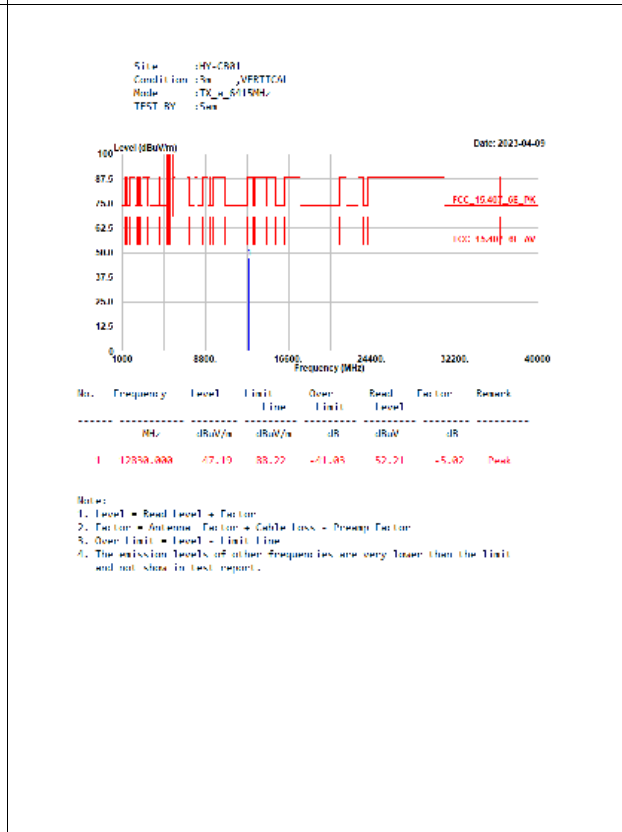 Site :HY-CB01
Condition :3m ,VERTICAL
Mode :TX_a_6415MHz
TEST BY :Sam
Level (dBuV/m) Date: 2023-04-09
100
87.5
75.0
FCC_15.407_6E_PK
62.5
FCC_15.407_6E_AV
50.0
37.5
25.0
12.5
0
1000 8800. 16600. 24400. 32200. 40000
Frequency (MHz)
No. Frequency Level Limit Over Read Factor Remark
Line Limit Level
MHz dBuV/m dBuV/m dB dBuV dB
1 12830.000 47.19 88.22 -41.03 52.21 -5.02 Peak
Note:
1. Level = Read Level + Factor
2. Factor = Antenna Factor + Cable Loss - Preamp Factor
3. Over Limit = Level - Limit Line
4. The emission levels of other frequencies are very lower than the limit
and not show in test report.